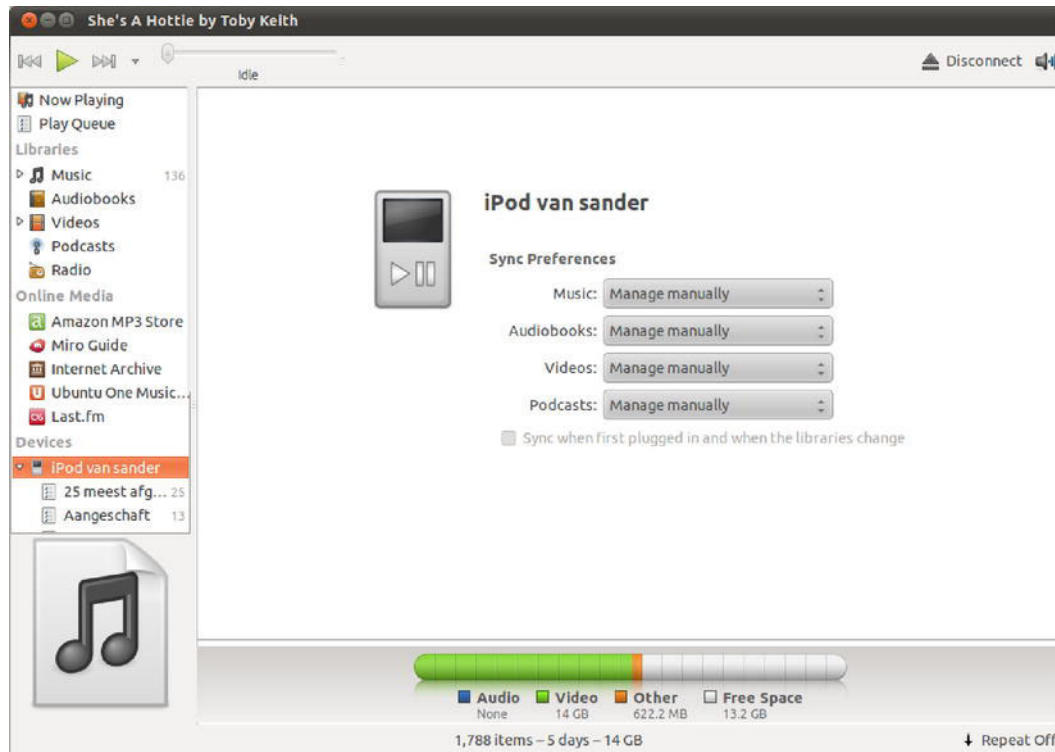 She's A Hottie by Toby Keith
Idle
Disconnect
Now Playing
Play Queue
Libraries
Music 136
Audiobooks
Videos
Podcasts
Radio
Online Media
Amazon MP3 Store
Miro Guide
Internet Archive
Ubuntu One Music...
Last.fm
Devices
iPod van sander
25 meest afg... 25
Aangeschaft 13
iPod van sander
Sync Preferences
Music: Manage manually
Audiobooks: Manage manually
Videos: Manage manually
Podcasts: Manage manually
Sync when first plugged in and when the libraries change
Audio Video Other Free Space
None 14 GB 622.2 MB 13.2 GB
1,788 items – 5 days – 14 GB
Repeat Off